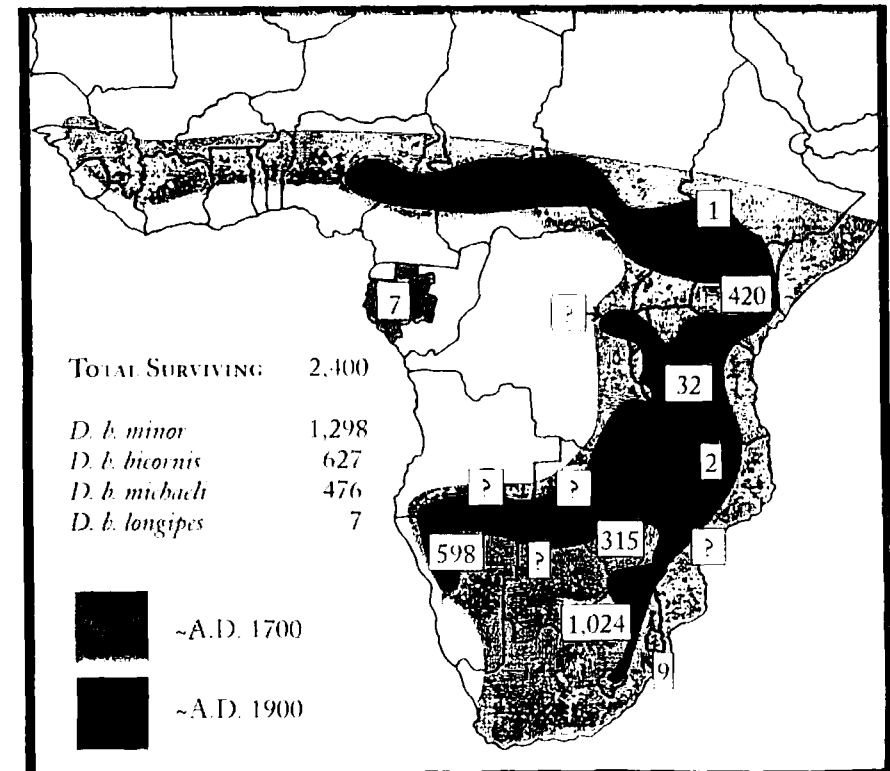 1
420
?
7
32
TOTAL SURVIVING 2,400
D. b. minor 1,298
D. b. bicornis 627
D. b. michaeli 476
D. b. longipes 7
2
? ?
598 ? 315 ?
1,024
9
~A.D. 1700
~A.D. 1900